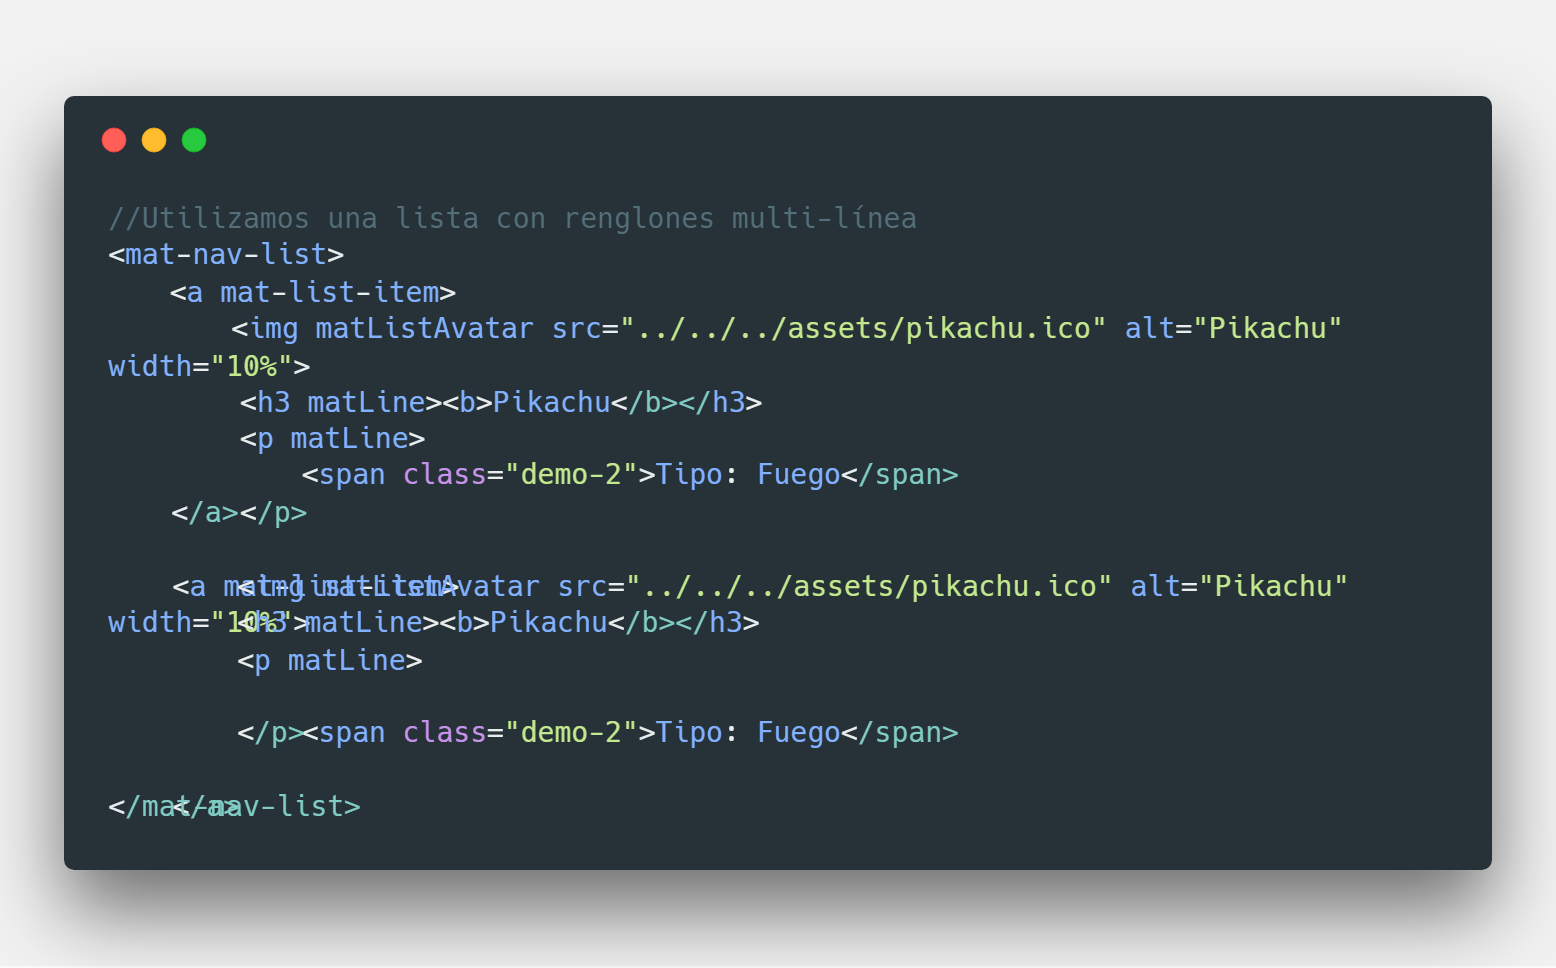 //Utilizamos una lista con renglones multi-línea
<mat-nav-list>
<a mat-list-item>
<img matListAvatar src="../../../assets/pikachu.ico" alt="Pikachu"
width="10%">
<h3 matLine><b>Pikachu</b></h3>
<p matLine>
<span class="demo-2">Tipo: Fuego</span>
</a></p>
<a mat-list-item> <img matListAvatar src="../../../assets/pikachu.ico" alt="Pikachu"
width="10%"> <h3 matLine><b>Pikachu</b></h3>
<p matLine>
</p><span class="demo-2">Tipo: Fuego</span>
</mat-nav-list> </a>